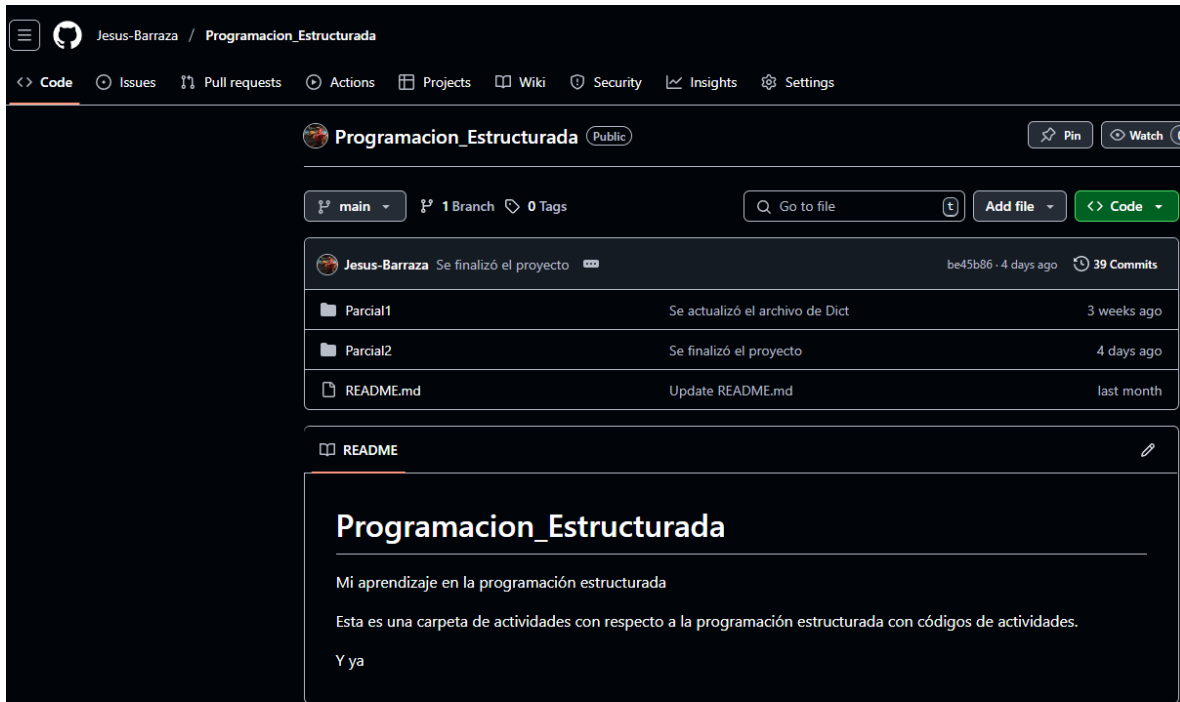 Jesus-Barraza / Programacion_Estructurada
Code Issues Pull requests Actions Projects Wiki Security Insights Settings
Programacion_Estructurada Public Pin Watch
main 1 Branch 0 Tags Go to file t Add file Code
Jesus-Barraza Se finalizó el proyecto be45b86 · 4 days ago 39 Commits
Parcial1 Se actualizó el archivo de Dict 3 weeks ago
Parcial2 Se finalizó el proyecto 4 days ago
README.md Update README.md last month
README
Programacion_Estructurada
Mi aprendizaje en la programación estructurada
Esta es una carpeta de actividades con respecto a la programación estructurada con códigos de actividades.
Y ya